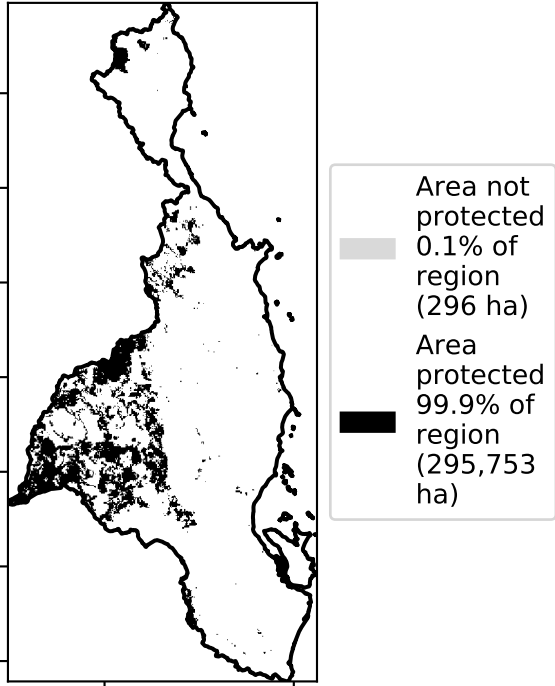 Area not
protected
0.1% of
region
(296 ha)
Area
protected
99.9% of
region
(295,753
ha)